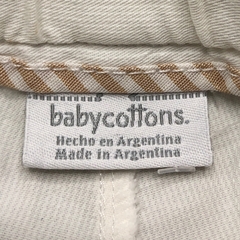 babycottons.
Hecho en Argentina
Made in Argentina